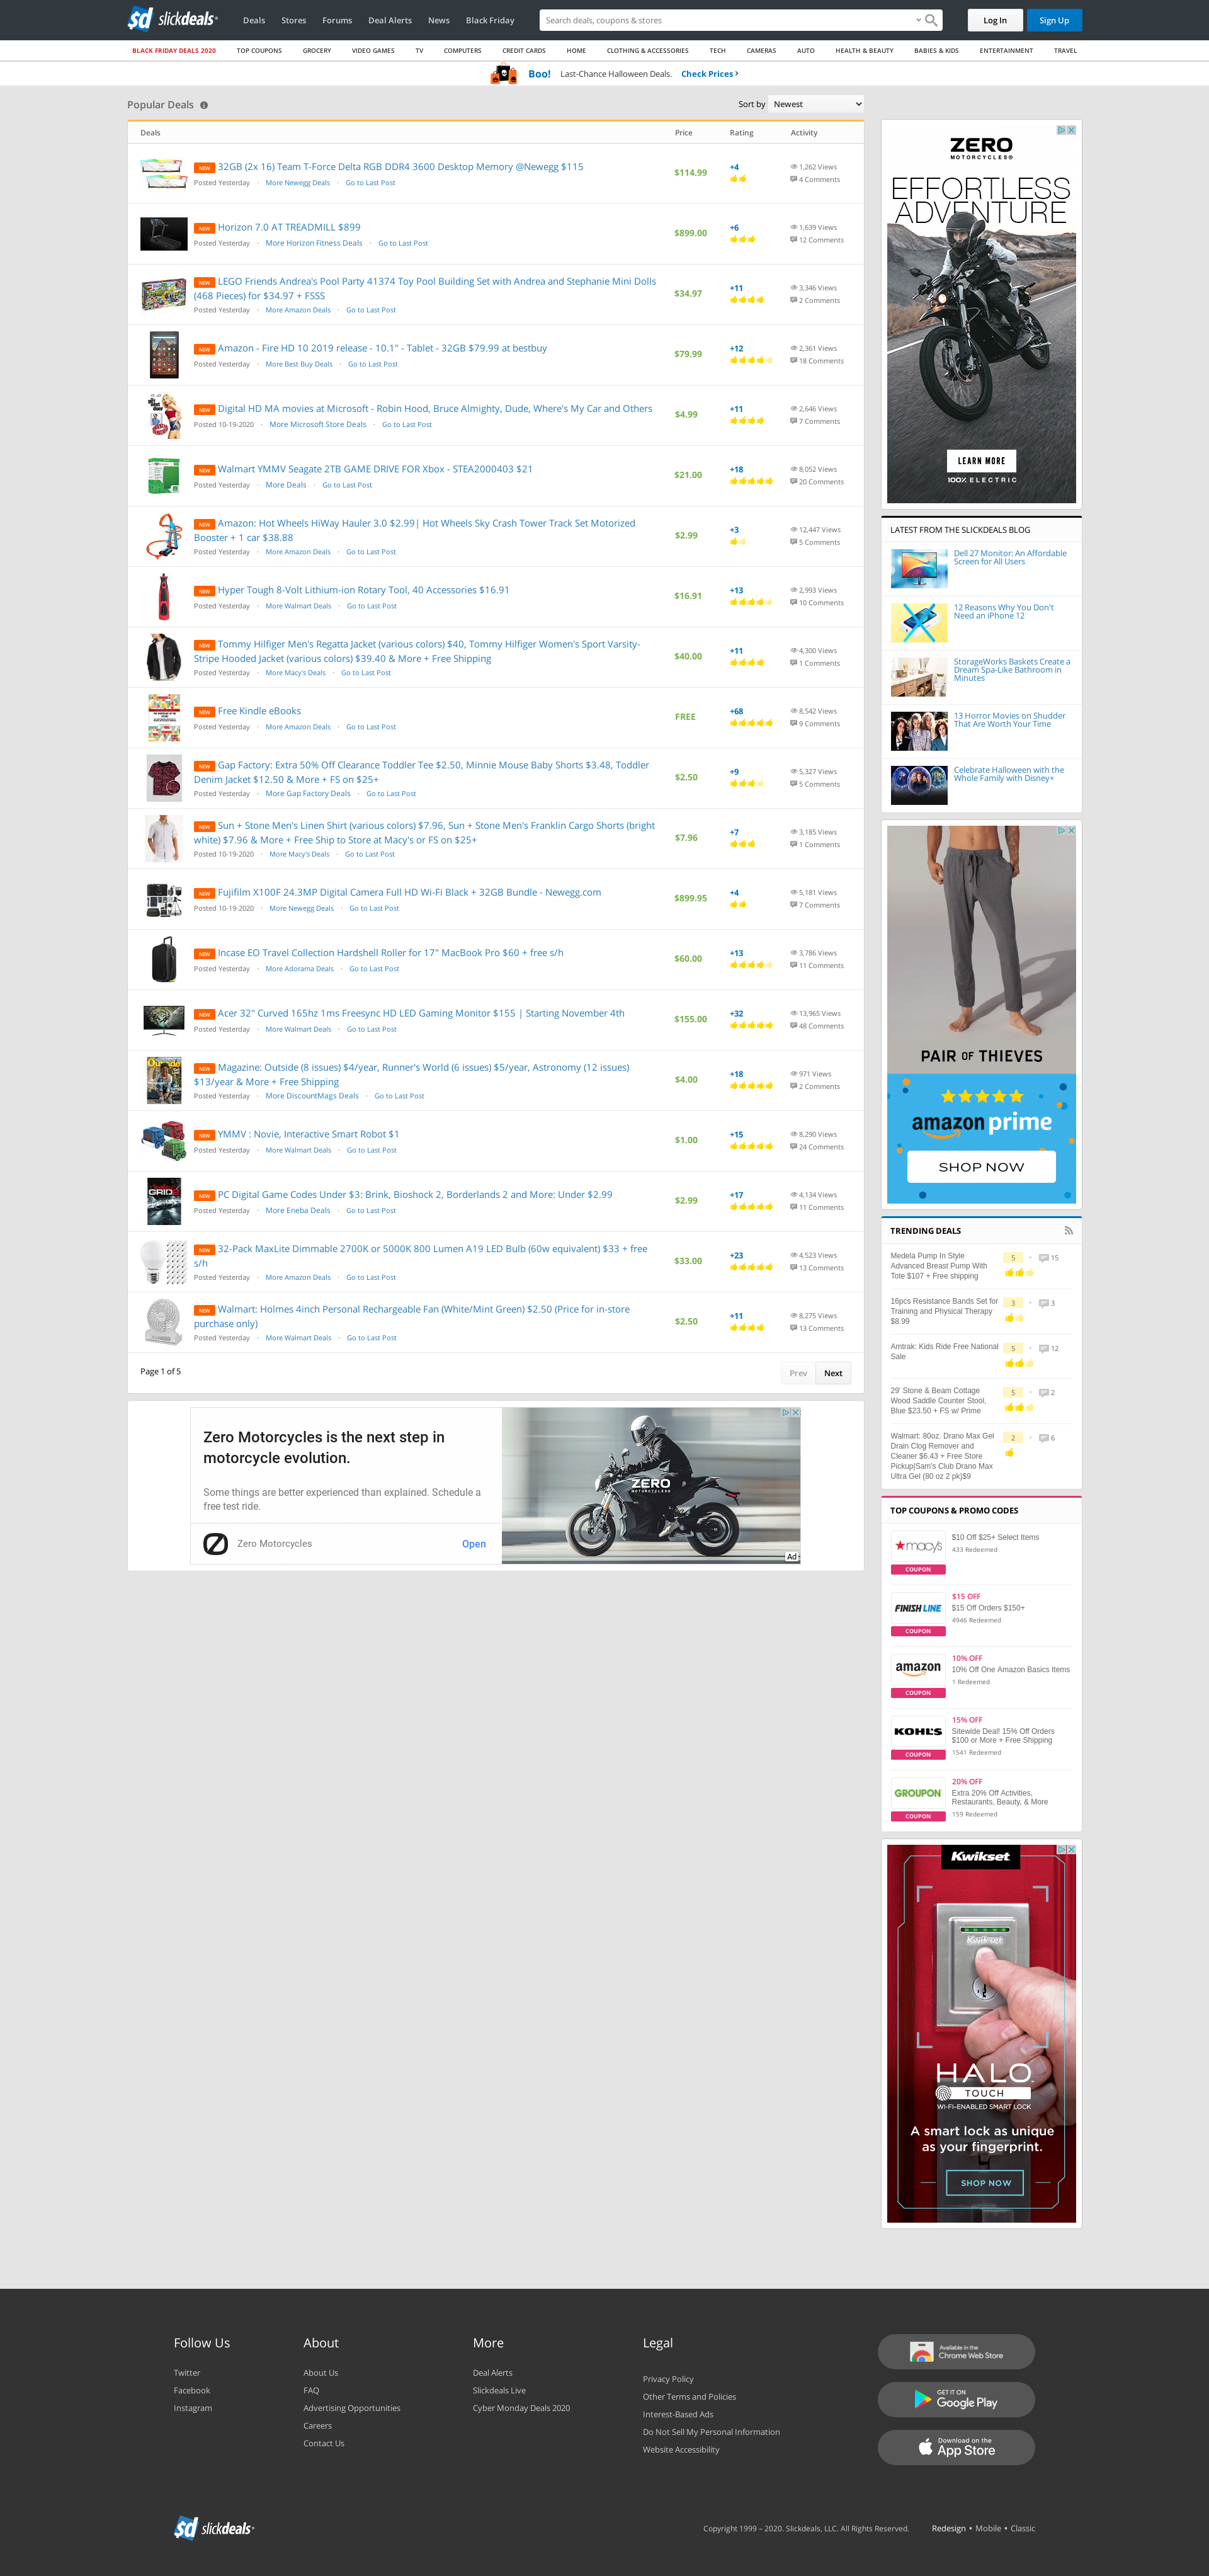 sd slickdeals
Deals Stores Forums Deal Alerts News Black Friday
Search deals, coupons & stores
Log In Sign Up
BLACK FRIDAY DEALS 2020 TOP COUPONS GROCERY VIDEO GAMES TV COMPUTERS CREDIT CARDS HOME CLOTHING & ACCESSORIES TECH CAMERAS AUTO HEALTH & BEAUTY BABIES & KIDS ENTERTAINMENT TRAVEL
Boo! Last-Chance Halloween Deals. Check Prices ›
Popular Deals
Sort by Newest
Deals Price Rating Activity
NEW 32GB (2x 16) Team T-Force Delta RGB DDR4 3600 Desktop Memory @Newegg $115
Posted Yesterday · More Newegg Deals · Go to Last Post
$114.99 +4 1,262 Views
4 Comments
NEW Horizon 7.0 AT TREADMILL $899
Posted Yesterday · More Horizon Fitness Deals · Go to Last Post
$899.00 +6 1,639 Views
12 Comments
NEW LEGO Friends Andrea's Pool Party 41374 Toy Pool Building Set with Andrea and Stephanie Mini Dolls
(468 Pieces) for $34.97 + FSSS
Posted Yesterday · More Amazon Deals · Go to Last Post
$34.97 +11 3,346 Views
2 Comments
NEW Amazon - Fire HD 10 2019 release - 10.1" - Tablet - 32GB $79.99 at bestbuy
Posted Yesterday · More Best Buy Deals · Go to Last Post
$79.99 +12 2,361 Views
18 Comments
NEW Digital HD MA movies at Microsoft - Robin Hood, Bruce Almighty, Dude, Where's My Car and Others
Posted 10-19-2020 · More Microsoft Store Deals · Go to Last Post
$4.99 +11 2,646 Views
7 Comments
NEW Walmart YMMV Seagate 2TB GAME DRIVE FOR Xbox - STEA2000403 $21
Posted Yesterday · More Deals · Go to Last Post
$21.00 +18 8,052 Views
20 Comments
NEW Amazon: Hot Wheels HiWay Hauler 3.0 $2.99| Hot Wheels Sky Crash Tower Track Set Motorized
Booster + 1 car $38.88
Posted Yesterday · More Amazon Deals · Go to Last Post
$2.99 +3 12,447 Views
5 Comments
NEW Hyper Tough 8-Volt Lithium-ion Rotary Tool, 40 Accessories $16.91
Posted Yesterday · More Walmart Deals · Go to Last Post
$16.91 +13 2,993 Views
10 Comments
NEW Tommy Hilfiger Men's Regatta Jacket (various colors) $40, Tommy Hilfiger Women's Sport Varsity-
Stripe Hooded Jacket (various colors) $39.40 & More + Free Shipping
Posted Yesterday · More Macy's Deals · Go to Last Post
$40.00 +11 4,300 Views
1 Comments
NEW Free Kindle eBooks
Posted Yesterday · More Amazon Deals · Go to Last Post
FREE +68 8,542 Views
9 Comments
NEW Gap Factory: Extra 50% Off Clearance Toddler Tee $2.50, Minnie Mouse Baby Shorts $3.48, Toddler
Denim Jacket $12.50 & More + FS on $25+
Posted Yesterday · More Gap Factory Deals · Go to Last Post
$2.50 +9 5,327 Views
5 Comments
NEW Sun + Stone Men's Linen Shirt (various colors) $7.96, Sun + Stone Men's Franklin Cargo Shorts (bright
white) $7.96 & More + Free Ship to Store at Macy's or FS on $25+
Posted 10-19-2020 · More Macy's Deals · Go to Last Post
$7.96 +7 3,185 Views
1 Comments
NEW Fujifilm X100F 24.3MP Digital Camera Full HD Wi-Fi Black + 32GB Bundle - Newegg.com
Posted 10-19-2020 · More Newegg Deals · Go to Last Post
$899.95 +4 5,181 Views
7 Comments
NEW Incase EO Travel Collection Hardshell Roller for 17" MacBook Pro $60 + free s/h
Posted Yesterday · More Adorama Deals · Go to Last Post
$60.00 +13 3,786 Views
11 Comments
NEW Acer 32" Curved 165hz 1ms Freesync HD LED Gaming Monitor $155 | Starting November 4th
Posted Yesterday · More Walmart Deals · Go to Last Post
$155.00 +32 13,965 Views
48 Comments
NEW Magazine: Outside (8 issues) $4/year, Runner's World (6 issues) $5/year, Astronomy (12 issues)
$13/year & More + Free Shipping
Posted Yesterday · More DiscountMags Deals · Go to Last Post
$4.00 +18 971 Views
2 Comments
NEW YMMV : Novie, Interactive Smart Robot $1
Posted Yesterday · More Walmart Deals · Go to Last Post
$1.00 +15 8,290 Views
24 Comments
NEW PC Digital Game Codes Under $3: Brink, Bioshock 2, Borderlands 2 and More: Under $2.99
Posted Yesterday · More Eneba Deals · Go to Last Post
$2.99 +17 4,134 Views
11 Comments
NEW 32-Pack MaxLite Dimmable 2700K or 5000K 800 Lumen A19 LED Bulb (60w equivalent) $33 + free
s/h
Posted Yesterday · More Amazon Deals · Go to Last Post
$33.00 +23 4,523 Views
13 Comments
NEW Walmart: Holmes 4inch Personal Rechargeable Fan (White/Mint Green) $2.50 (Price for in-store
purchase only)
Posted Yesterday · More Walmart Deals · Go to Last Post
$2.50 +11 8,275 Views
13 Comments
Page 1 of 5
Prev Next
Zero Motorcycles is the next step in
motorcycle evolution.
Some things are better experienced than explained. Schedule a
free test ride.
Zero Motorcycles Open
ZERO
Ad
ZERO
MOTORCYCLES
EFFORTLESS
ADVENTURE
LEARN MORE
100% ELECTRIC
LATEST FROM THE SLICKDEALS BLOG
Dell 27 Monitor: An Affordable
Screen for All Users
12 Reasons Why You Don't
Need an iPhone 12
StorageWorks Baskets Create a
Dream Spa-Like Bathroom in
Minutes
13 Horror Movies on Shudder
That Are Worth Your Time
Celebrate Halloween with the
Whole Family with Disney+
PAIR OF THIEVES
amazon prime
SHOP NOW
TRENDING DEALS
Medela Pump In Style
Advanced Breast Pump With
Tote $107 + Free shipping
5 · 15
16pcs Resistance Bands Set for
Training and Physical Therapy
$8.99
3 · 3
Amtrak: Kids Ride Free National
Sale
5 · 12
29' Stone & Beam Cottage
Wood Saddle Counter Stool,
Blue $23.50 + FS w/ Prime
5 · 2
Walmart: 80oz. Drano Max Gel
Drain Clog Remover and
Cleaner $6.43 + Free Store
Pickup|Sam's Club Drano Max
Ultra Gel (80 oz 2 pk)$9
2 · 6
TOP COUPONS & PROMO CODES
macy's
COUPON
$10 Off $25+ Select Items
433 Redeemed
FINISH LINE
COUPON
$15 OFF
$15 Off Orders $150+
4946 Redeemed
amazon
COUPON
10% OFF
10% Off One Amazon Basics Items
1 Redeemed
KOHL'S
COUPON
15% OFF
Sitewide Deal! 15% Off Orders
$100 or More + Free Shipping
1541 Redeemed
GROUPON
COUPON
20% OFF
Extra 20% Off Activities,
Restaurants, Beauty, & More
159 Redeemed
Kwikset
Kwikset
HALO
TOUCH
WI-FI-ENABLED SMART LOCK
A smart lock as unique
as your fingerprint.
SHOP NOW
Follow Us
Twitter
Facebook
Instagram
About
About Us
FAQ
Advertising Opportunities
Careers
Contact Us
More
Deal Alerts
Slickdeals Live
Cyber Monday Deals 2020
Legal
Privacy Policy
Other Terms and Policies
Interest-Based Ads
Do Not Sell My Personal Information
Website Accessibility
Available in the
Chrome Web Store
GET IT ON
Google Play
Download on the
App Store
sd slickdeals
Copyright 1999 – 2020. Slickdeals, LLC. All Rights Reserved. Redesign • Mobile • Classic